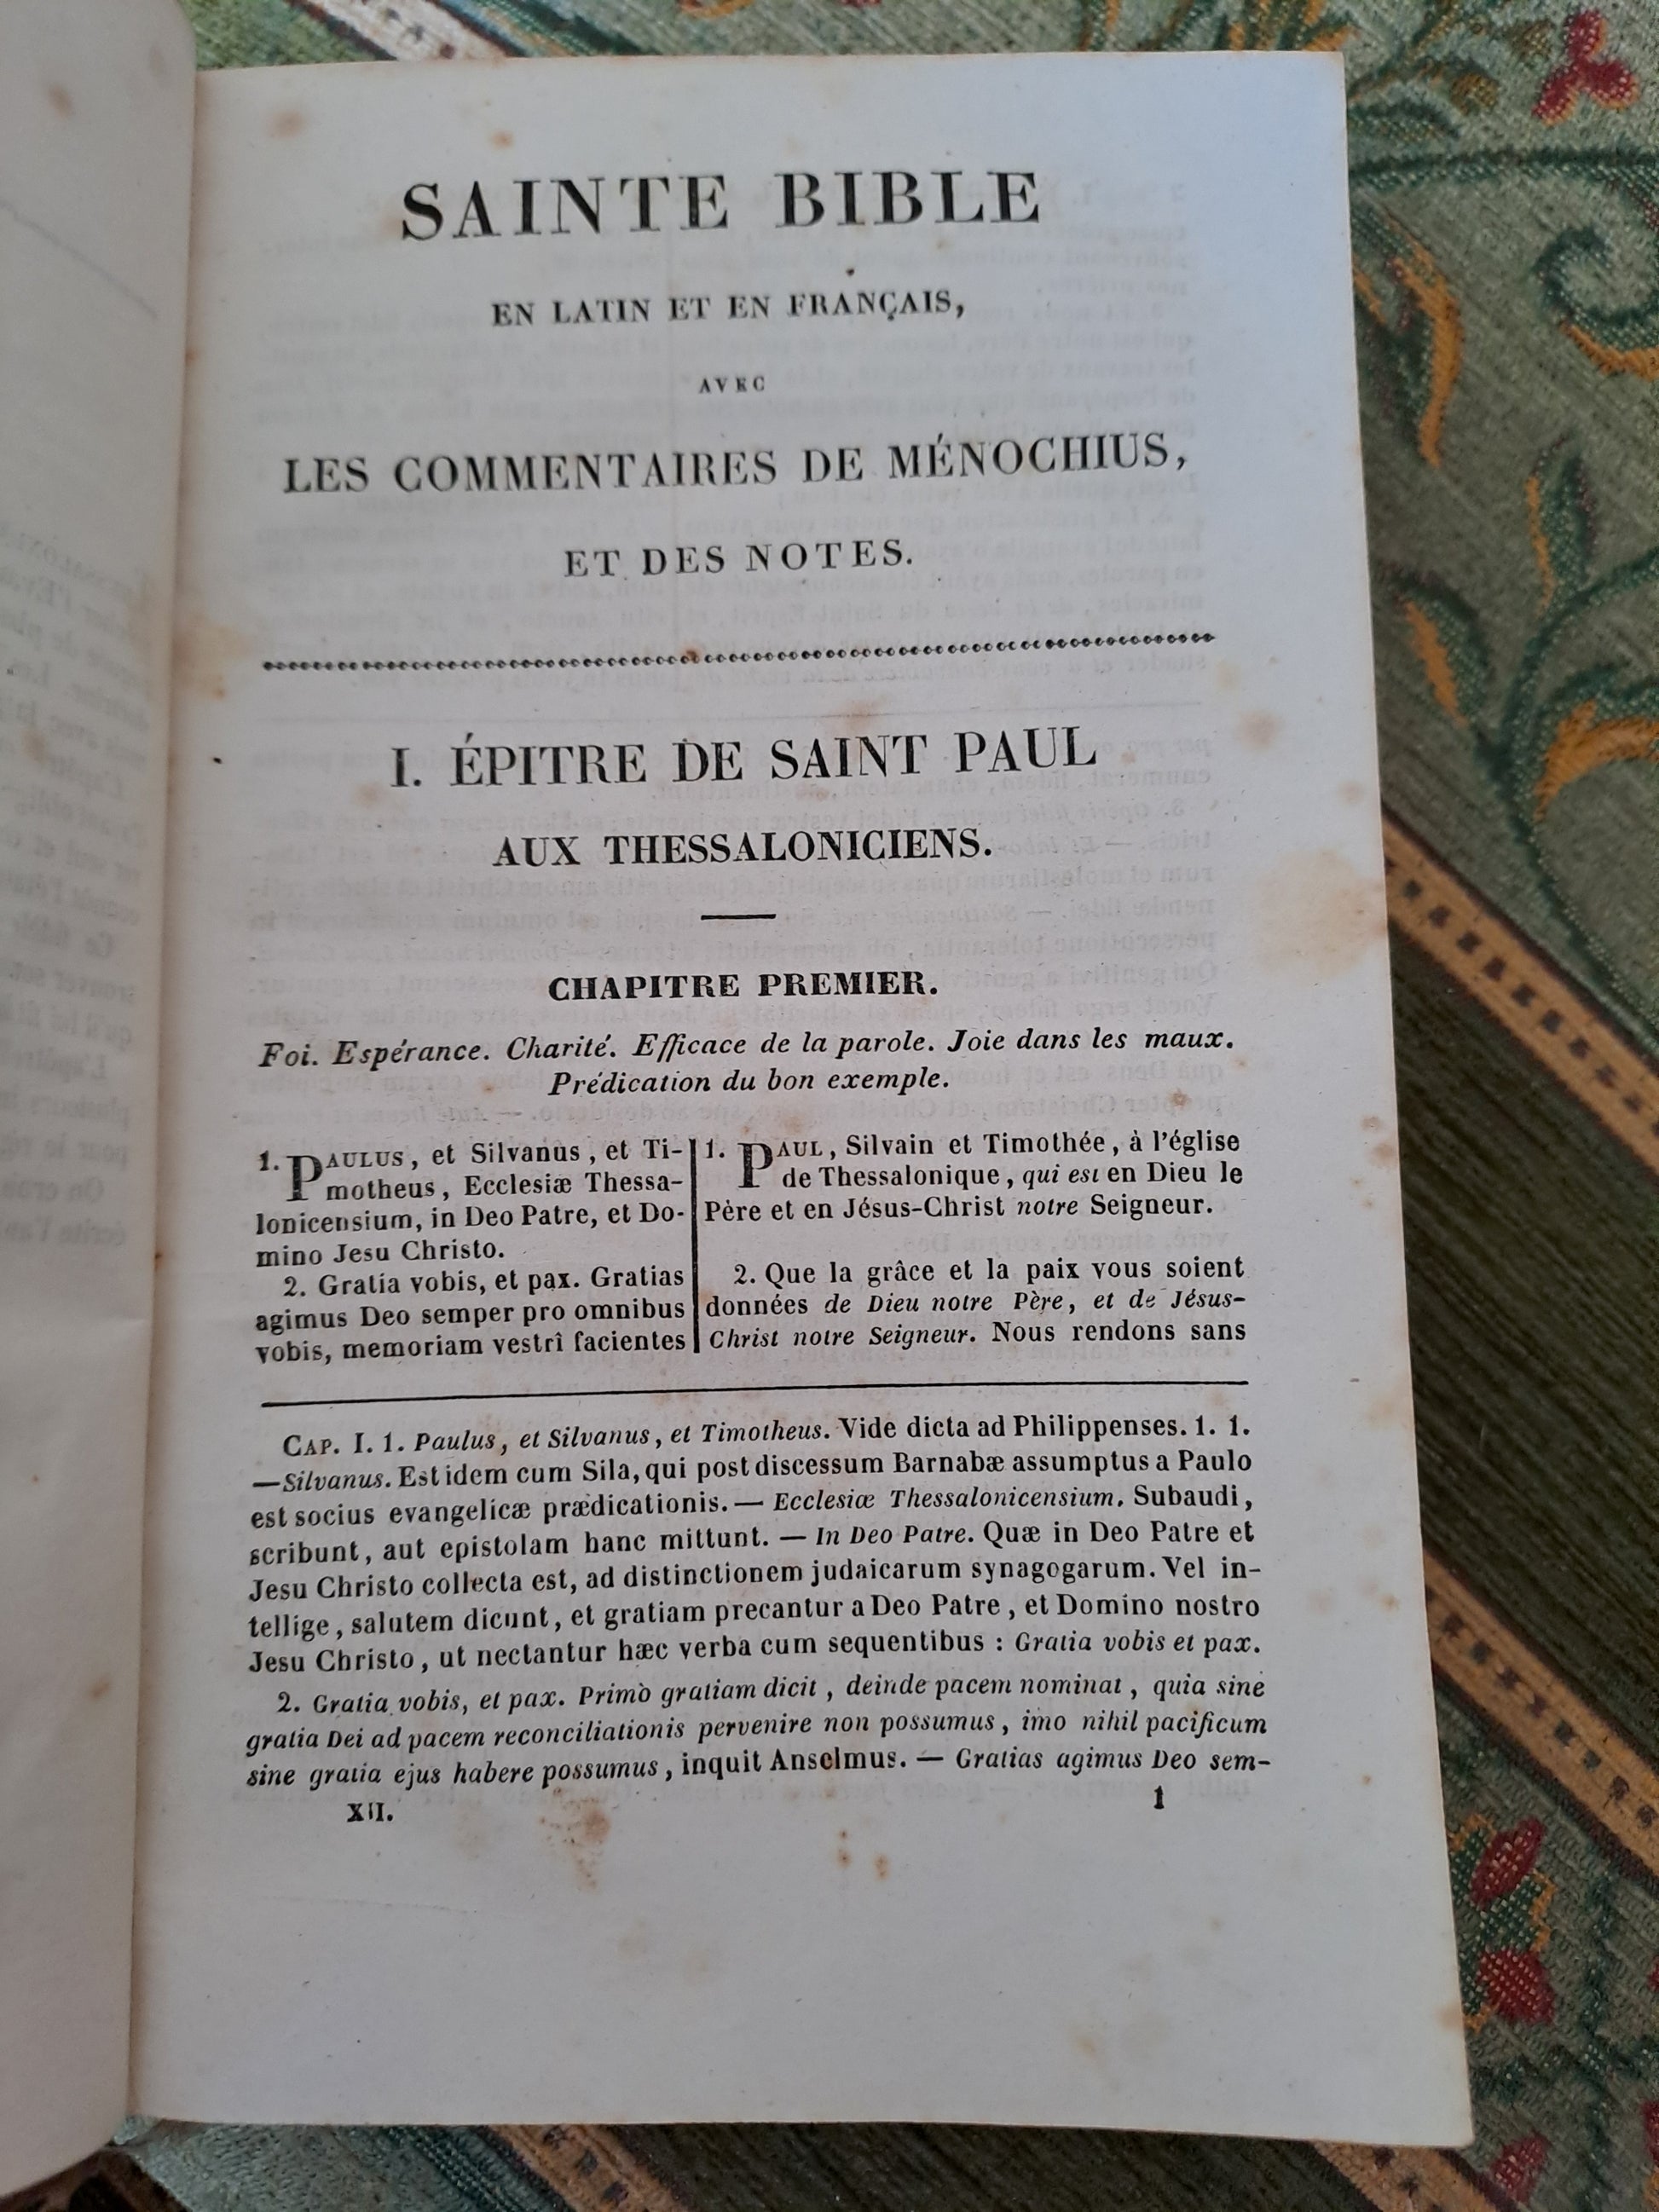 SAINTE BIBLE
EN LATIN ET EN FRANÇAIS,
AVEC
LES COMMENTAIRES DE MÉNOCHIUS,
ET DES NOTES.
I. ÉPITRE DE SAINT PAUL
AUX THESSALONICIENS.
CHAPITRE PREMIER.
Foi. Espérance. Charité. Efficace de la parole. Joie dans les maux.
Prédication du bon exemple.
1. PAULUS, et Silvanus, et Ti-
motheus, Ecclesiæ Thessa-
lonicensium, in Deo Patre, et Do-
mino Jesu Christo.
2. Gratia vobis, et pax. Gratias
agimus Deo semper pro omnibus
vobis, memoriam vestrî facientes
1. PAUL, Silvain et Timothée, à l'église
de Thessalonique, qui est en Dieu le
Père et en Jésus-Christ notre Seigneur.
2. Que la grâce et la paix vous soient
données de Dieu notre Père, et de Jésus-
Christ notre Seigneur. Nous rendons sans
CAP. I. 1. Paulus, et Silvanus, et Timotheus. Vide dicta ad Philippenses. 1. 1.
—Silvanus. Est idem cum Sila, qui post discessum Barnabæ assumptus a Paulo
est socius evangelicæ prædicationis. — Ecclesiæ Thessalonicensium. Subaudi,
scribunt, aut epistolam hanc mittunt. — In Deo Patre. Quæ in Deo Patre et
Jesu Christo collecta est, ad distinctionem judaicarum synagogarum. Vel in-
tellige, salutem dicunt, et gratiam precantur a Deo Patre, et Domino nostro
Jesu Christo, ut nectantur hæc verba cum sequentibus : Gratia vobis et pax.
2. Gratia vobis, et pax. Primò gratiam dicit, deinde pacem nominat, quia sine
gratia Dei ad pacem reconciliationis pervenire non possumus, imo nihil pacificum
sine gratia ejus habere possumus, inquit Anselmus. — Gratias agimus Deo sem-
XII. 1